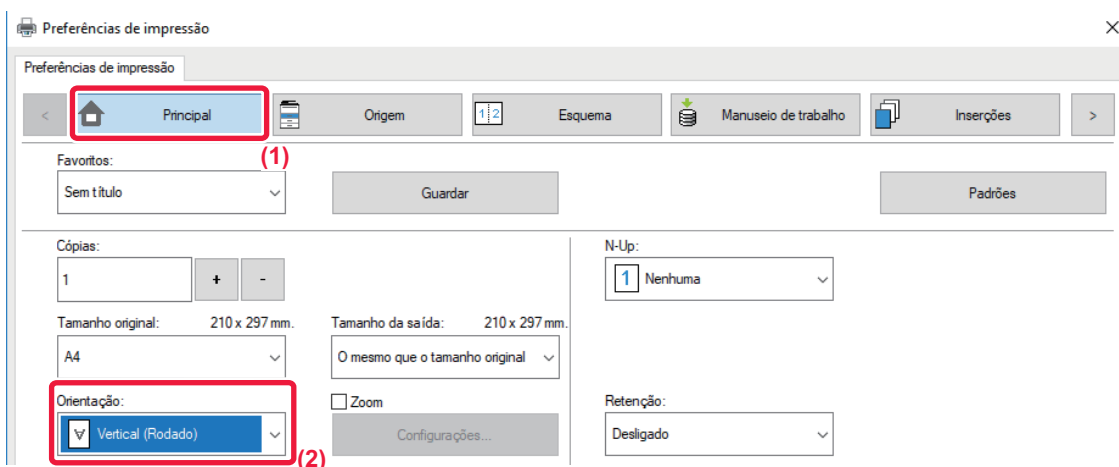 Preferências de impressão
Preferências de impressão
< Principal Origem 1 2 Esquema Manuseio de trabalho Inserções >
(1)
Favoritos:
Sem título Guardar Padrões
Cópias: N-Up:
1 + - 1 Nenhuma
Tamanho original: 210 x 297 mm. Tamanho da saída: 210 x 297 mm.
A4 O mesmo que o tamanho original
Orientação: Zoom Retenção:
A Vertical (Rodado) Configurações... Desligado
(2)